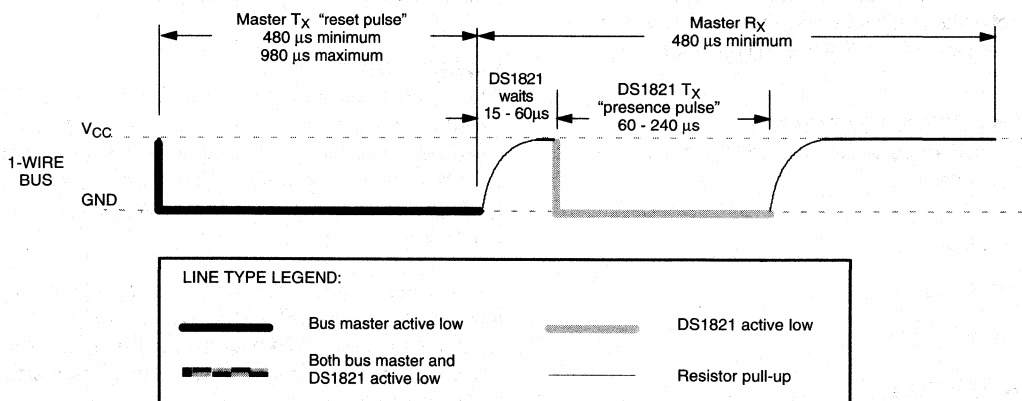 Master TX “reset pulse”
480 µs minimum
980 µs maximum
Master RX
480 µs minimum
DS1821
waits
15 - 60µs
DS1821 TX
“presence pulse”
60 - 240 µs
VCC
1-WIRE
BUS
GND
LINE TYPE LEGEND:
Bus master active low
DS1821 active low
Both bus master and
DS1821 active low
Resistor pull-up